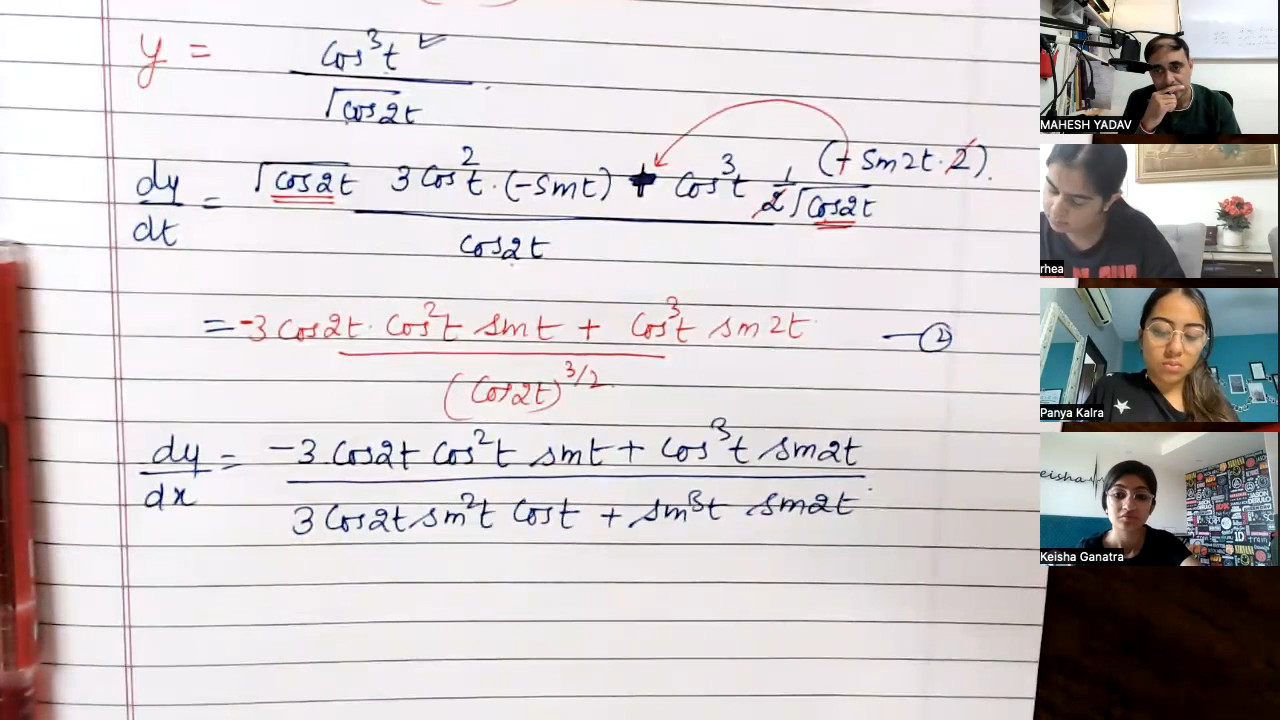 y = cos³t / √cos2t
dy/dt = √cos2t 3cos²t·(-sint) + cos³t 1/2√cos2t (+sin2t·2). / cos2t
= -3cos2t·cos²t sint + cos³t sin2t / (cos2t)^3/2 —②
dy/dx = -3cos2t cos²t sint + cos³t sin2t / 3cos2t sin²t cost + sin³t sin2t
MAHESH YADAV
rhea
Panya Kalra
eisha
Keisha Ganatra